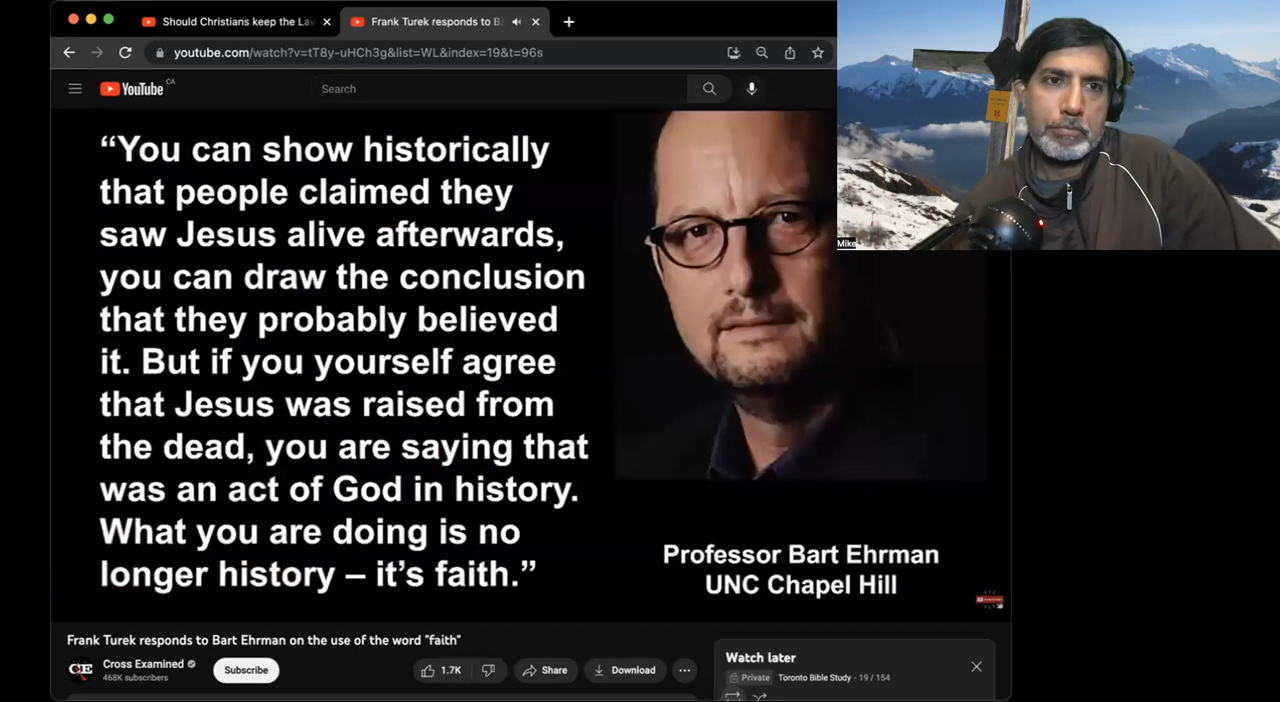 Should Christians keep the La
Frank Turek responds to B
youtube.com/watch?v=tT8y-uHCh3g&list=WL&index=19&t=96s
YouTube CA
Search
“You can show historically
that people claimed they
saw Jesus alive afterwards,
you can draw the conclusion
that they probably believed
it. But if you yourself agree
that Jesus was raised from
the dead, you are saying that
was an act of God in history.
What you are doing is no
longer history – it’s faith.”
Professor Bart Ehrman
UNC Chapel Hill
Mike
Frank Turek responds to Bart Ehrman on the use of the word "faith"
CE
Cross Examined
468K subscribers
Subscribe
1.7K
Share
Download
Watch later
Private
Toronto Bible Study - 19 / 154